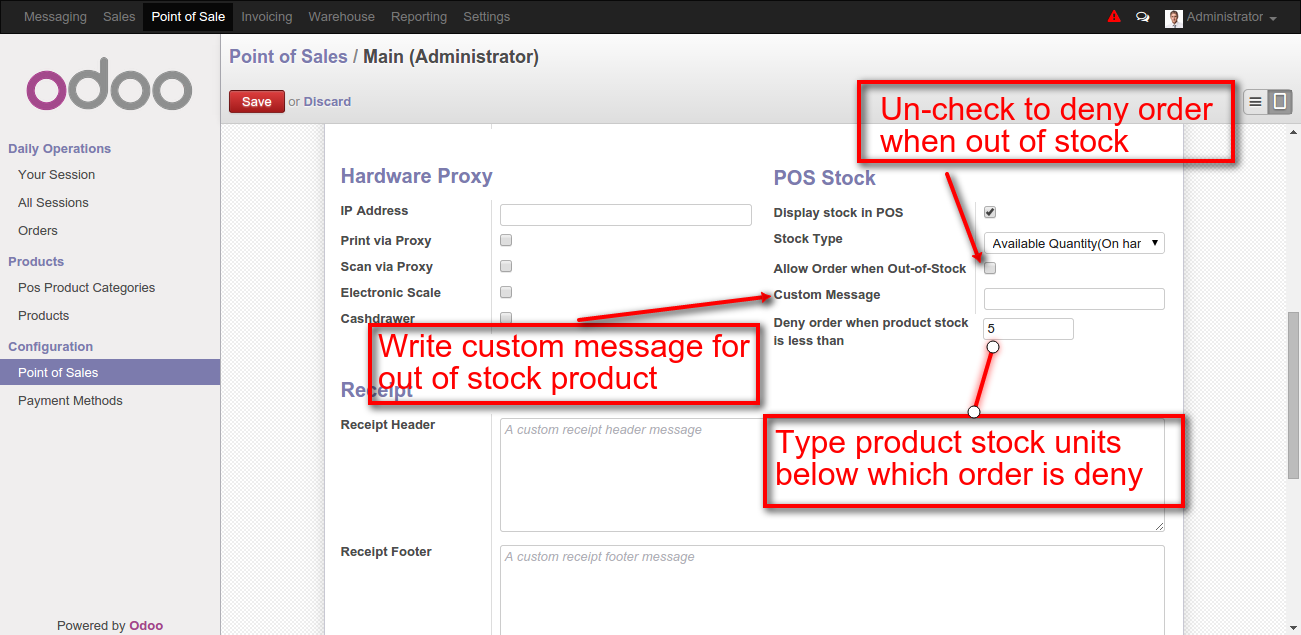 Messaging Sales Point of Sale Invoicing Warehouse Reporting Settings Administrator
odoo
Point of Sales / Main (Administrator)
Save or Discard
Daily Operations
Your Session
All Sessions
Orders
Products
Pos Product Categories
Products
Configuration
Point of Sales
Payment Methods
Powered by Odoo
Un-check to deny order
when out of stock
Hardware Proxy
IP Address
Print via Proxy
Scan via Proxy
Electronic Scale
Cashdrawer
POS Stock
Display stock in POS
Stock Type Available Quantity(On har
Allow Order when Out-of-Stock
Custom Message
Deny order when product stock
is less than 5
Write custom message for
out of stock product
Receipt
Type product stock units
below which order is deny
Receipt Header A custom receipt header message
Receipt Footer A custom receipt footer message